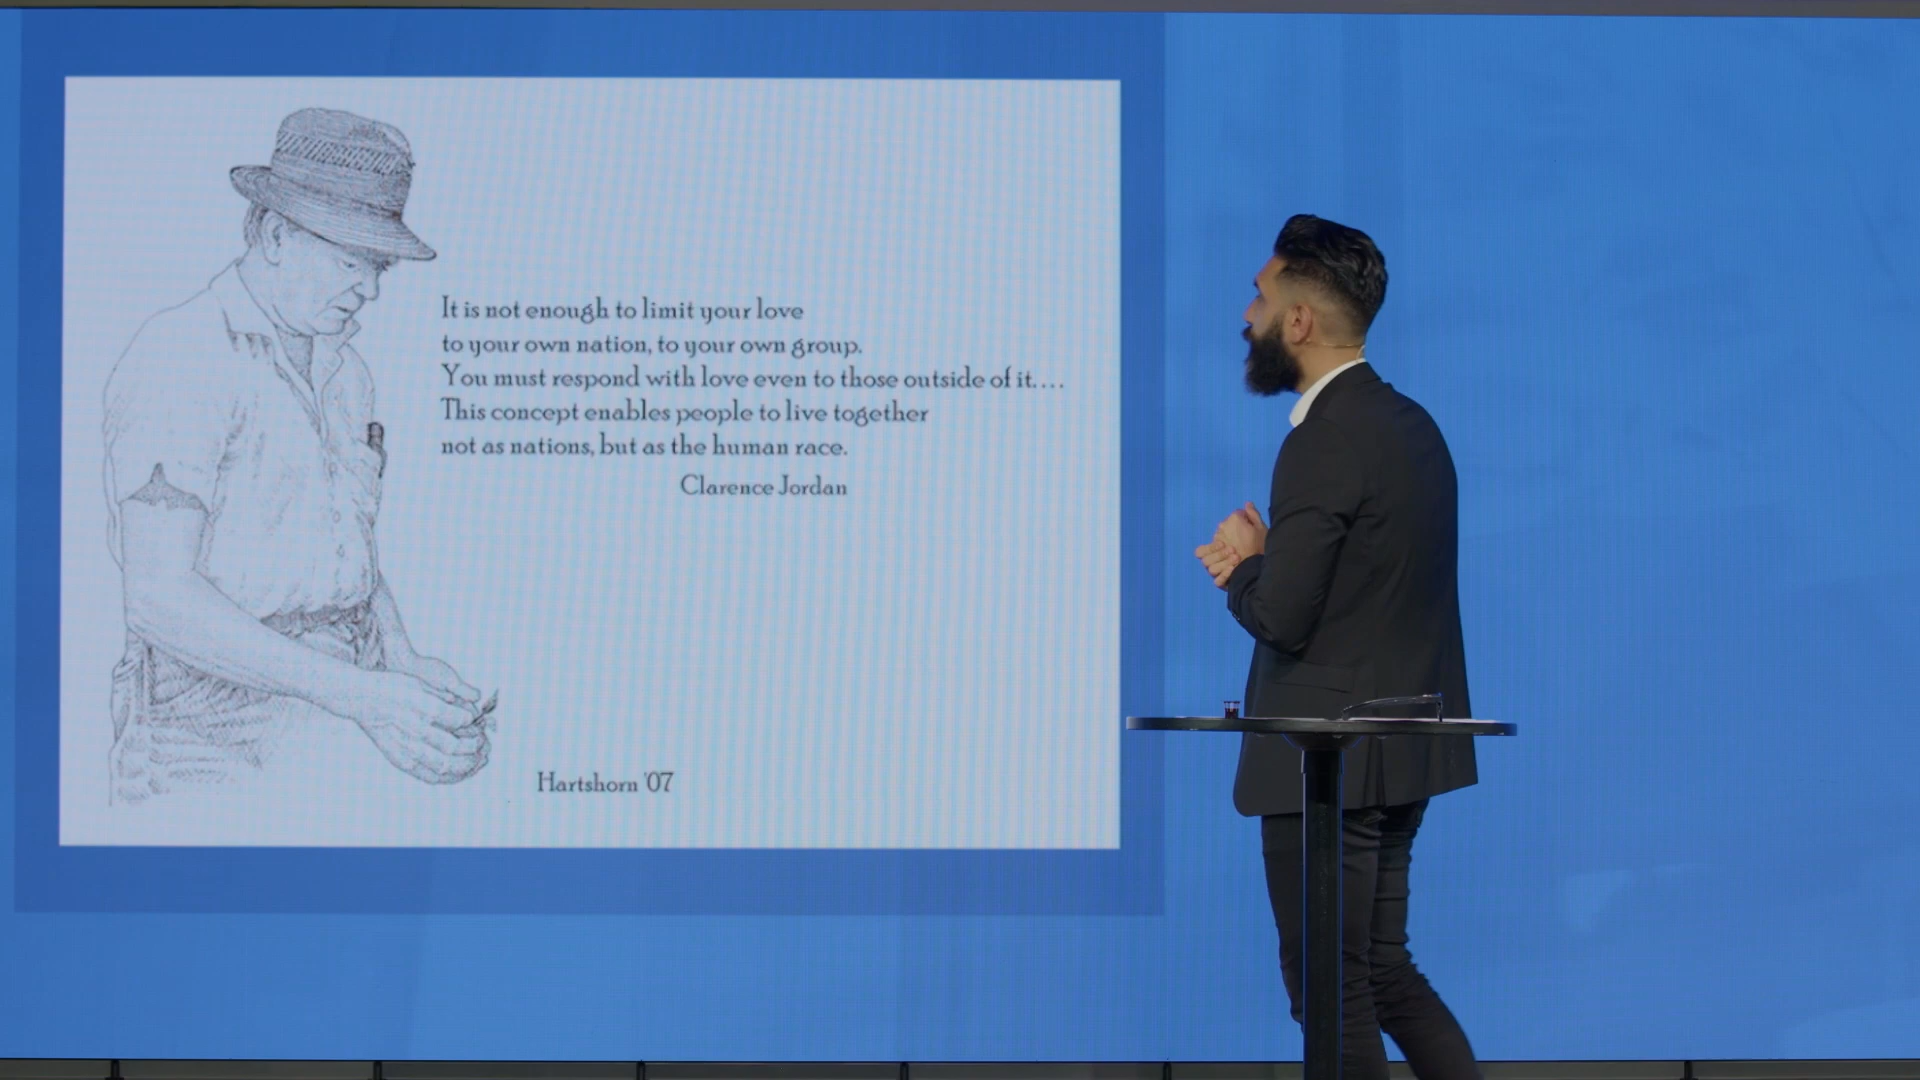 It is not enough to limit your love
to your own nation, to your own group.
You must respond with love even to those outside of it....
This concept enables people to live together
not as nations, but as the human race.
Clarence Jordan
Hartshorn '07